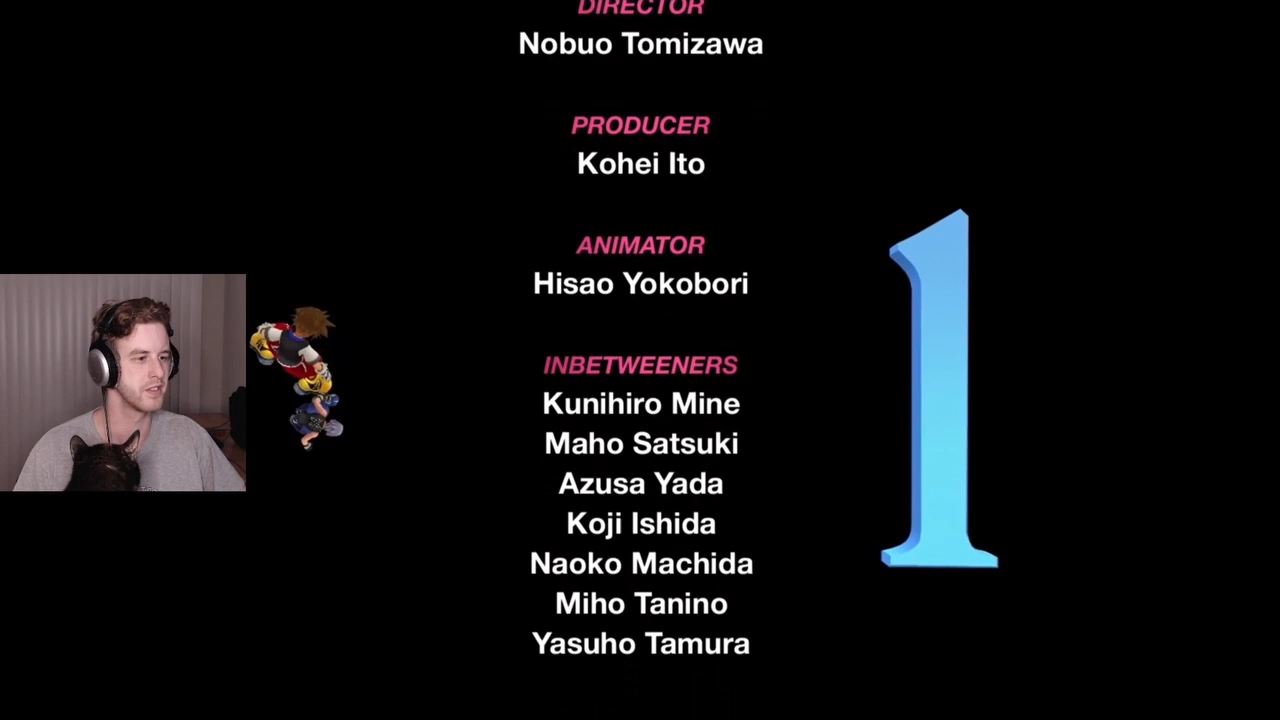 DIRECTOR
Nobuo Tomizawa
PRODUCER
Kohei Ito
ANIMATOR
Hisao Yokobori
INBETWEENERS
Kunihiro Mine
Maho Satsuki
Azusa Yada
Koji Ishida
Naoko Machida
Miho Tanino
Yasuho Tamura
1